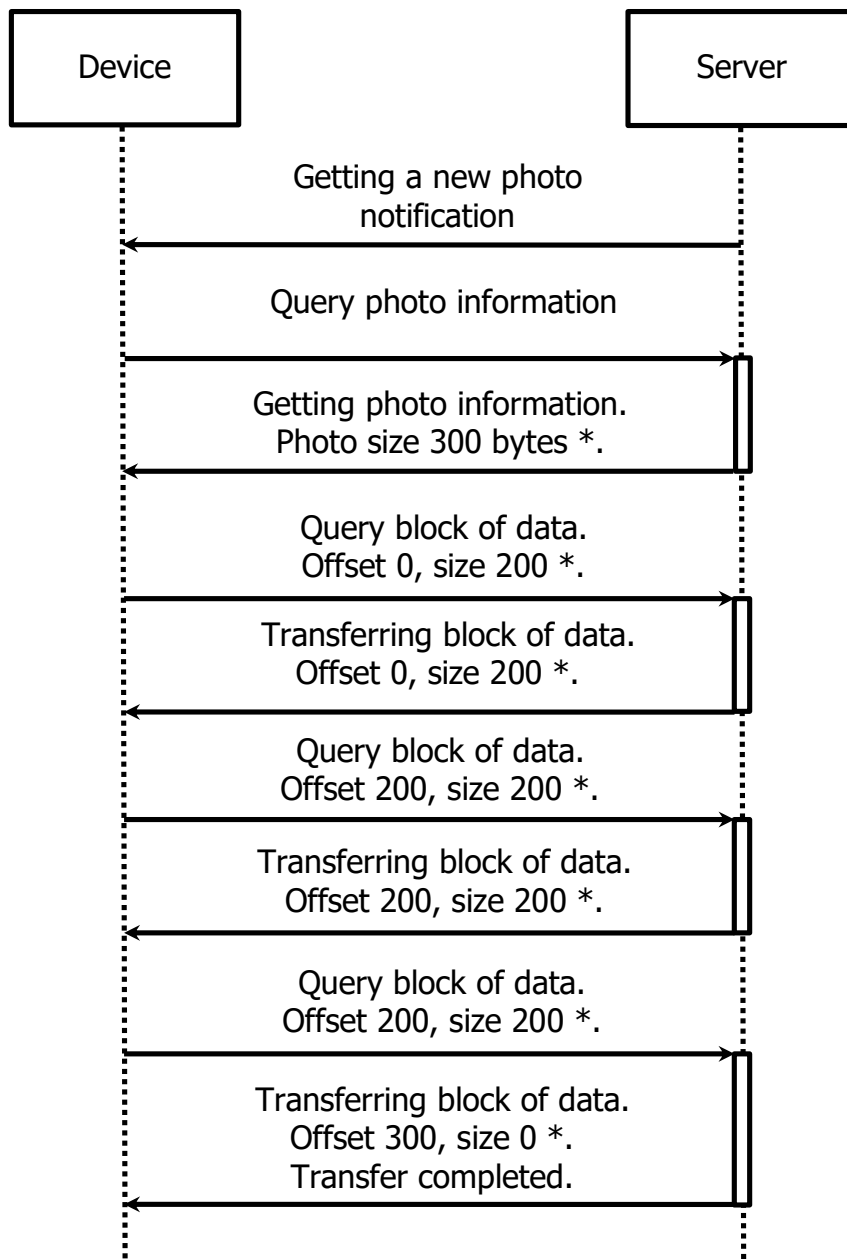 Device
Server
Getting a new photo
notification
Query photo information
Getting photo information.
Photo size 300 bytes *.
Query block of data.
Offset 0, size 200 *.
Transferring block of data.
Offset 0, size 200 *.
Query block of data.
Offset 200, size 200 *.
Transferring block of data.
Offset 200, size 200 *.
Query block of data.
Offset 200, size 200 *.
Transferring block of data.
Offset 300, size 0 *.
Transfer completed.